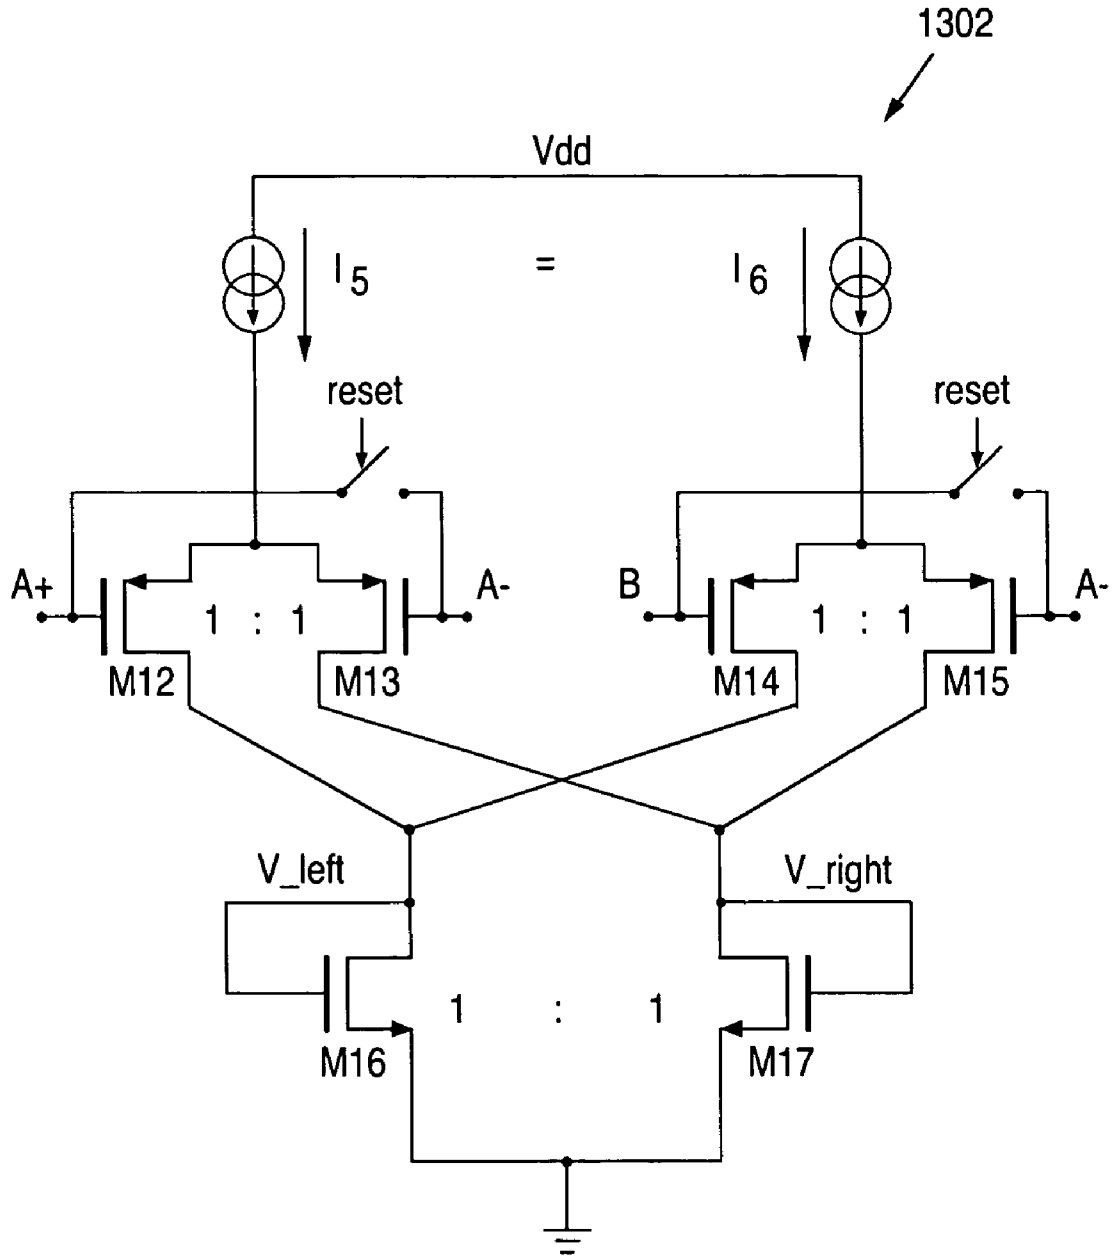 1302
Vdd
I5 = I6
reset reset
A+ 1 : 1 A- B 1 : 1 A-
M12 M13 M14 M15
V_left V_right
1 : 1
M16 M17